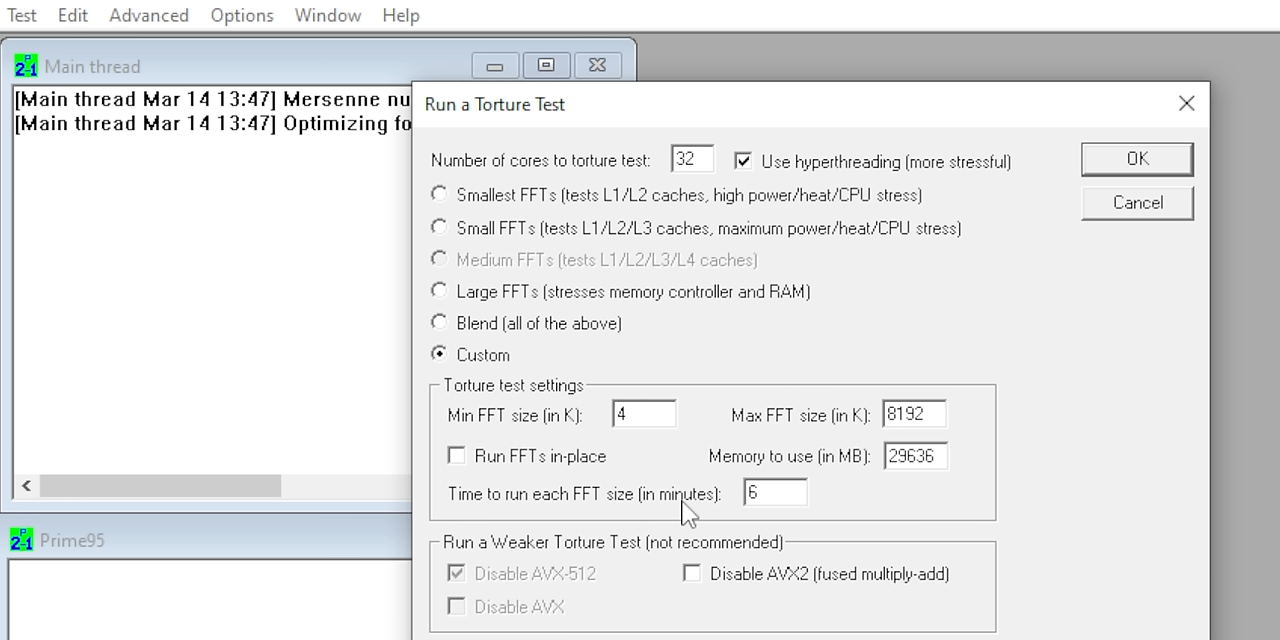 Test Edit Advanced Options Window Help
Main thread
[Main thread Mar 14 13:47] Mersenne nu
[Main thread Mar 14 13:47] Optimizing fo
Prime95
Run a Torture Test
Number of cores to torture test: 32 Use hyperthreading (more stressful)
OK
Cancel
Smallest FFTs (tests L1/L2 caches, high power/heat/CPU stress)
Small FFTs (tests L1/L2/L3 caches, maximum power/heat/CPU stress)
Medium FFTs (tests L1/L2/L3/L4 caches)
Large FFTs (stresses memory controller and RAM)
Blend (all of the above)
Custom
Torture test settings
Min FFT size (in K): 4 Max FFT size (in K): 8192
Run FFTs in-place Memory to use (in MB): 29636
Time to run each FFT size (in minutes): 6
Run a Weaker Torture Test (not recommended)
Disable AVX-512 Disable AVX2 (fused multiply-add)
Disable AVX